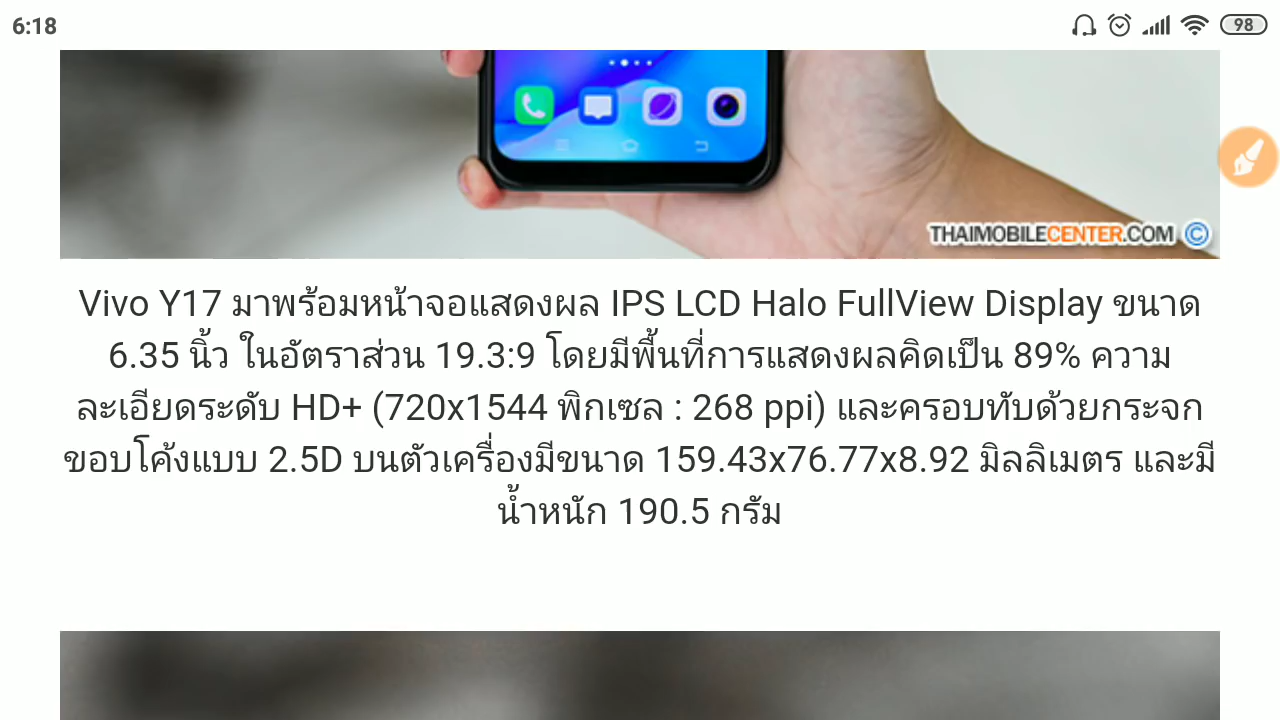 6:18
98
THAIMOBILECENTER.COM ©
Vivo Y17 มาพร้อมหน้าจอแสดงผล IPS LCD Halo FullView Display ขนาด
6.35 นิ้ว ในอัตราส่วน 19.3:9 โดยมีพื้นที่การแสดงผลคิดเป็น 89% ความ
ละเอียดระดับ HD+ (720x1544 พิกเซล : 268 ppi) และครอบทับด้วยกระจก
ขอบโค้งแบบ 2.5D บนตัวเครื่องมีขนาด 159.43x76.77x8.92 มิลลิเมตร และมี
น้ำหนัก 190.5 กรัม